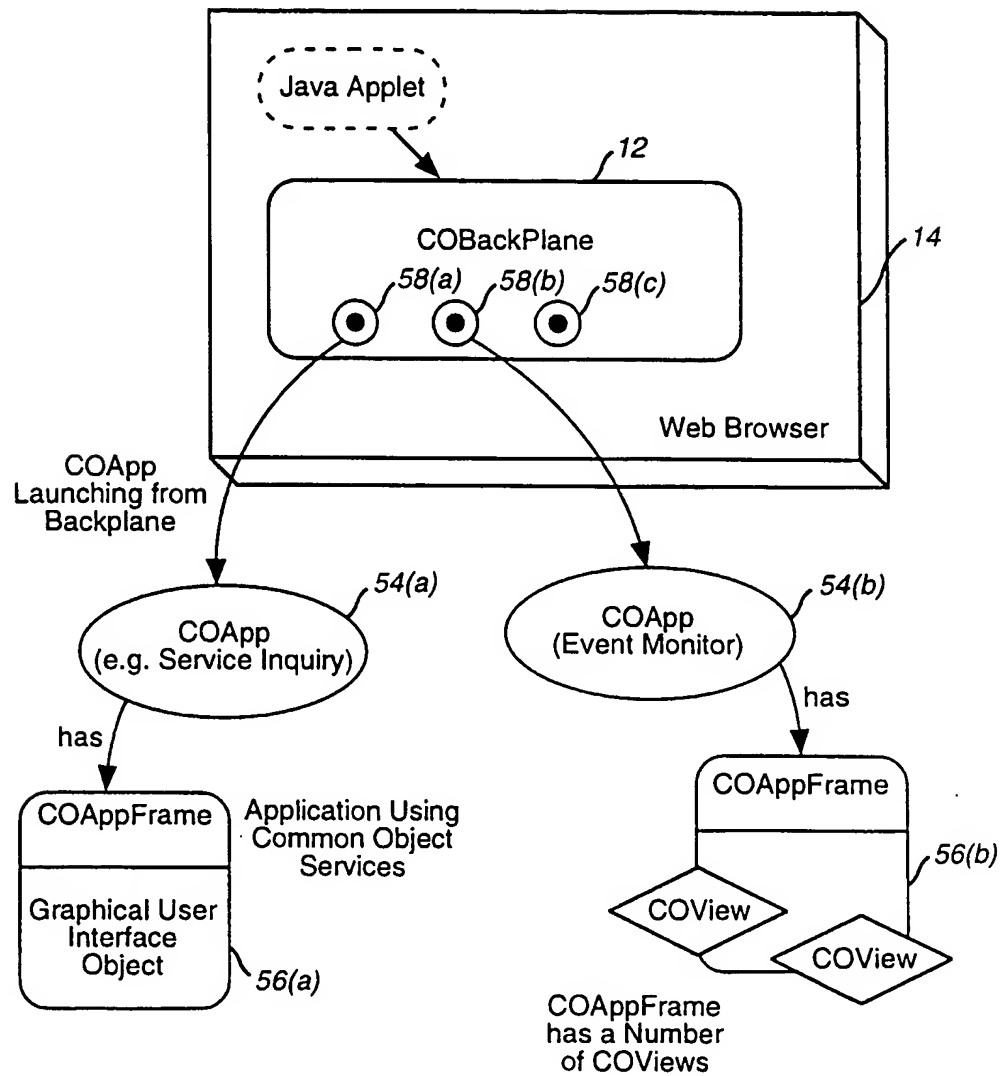 Java Applet
12
COBackPlane
14
58(a)
58(b)
58(c)
Web Browser
COApp
Launching from
Backplane
54(a)
COApp
(e.g. Service Inquiry)
54(b)
COApp
(Event Monitor)
has
has
COAppFrame
Application Using
Common Object
Services
Graphical User
Interface
Object
56(a)
COAppFrame
56(b)
COView
COView
COAppFrame
has a Number
of COViews